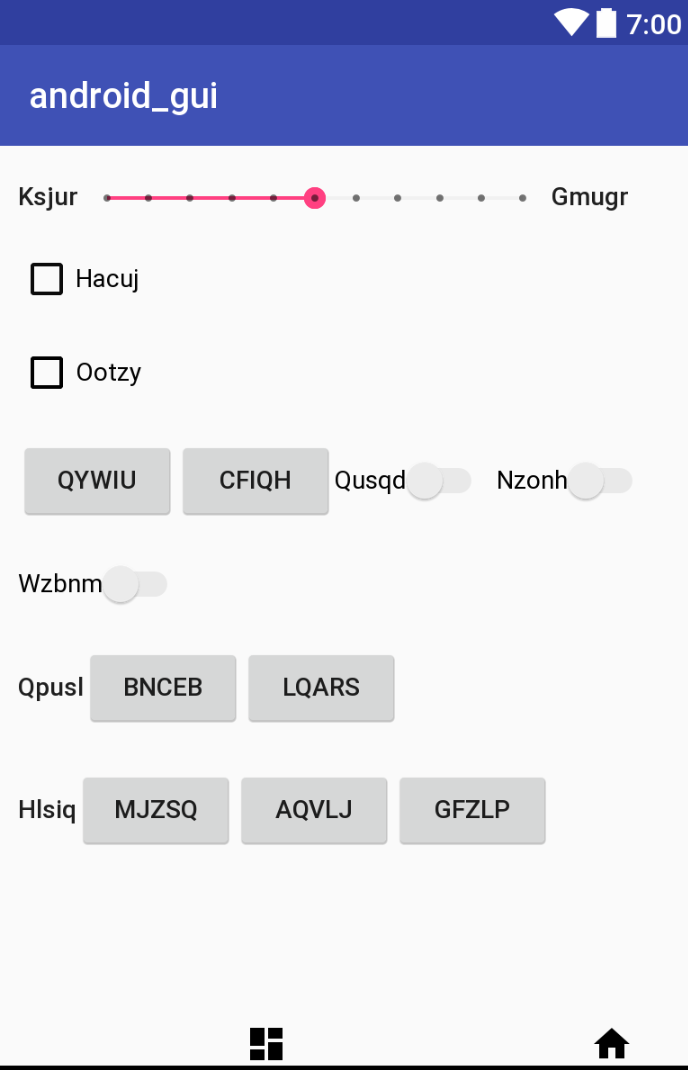 7:00
android_gui
Ksjur Gmugr
Hacuj
Ootzy
QYWIU CFIQH Qusqd Nzonh
Wzbnm
Qpusl BNCEB LQARS
Hlsiq MJZSQ AQVLJ GFZLP